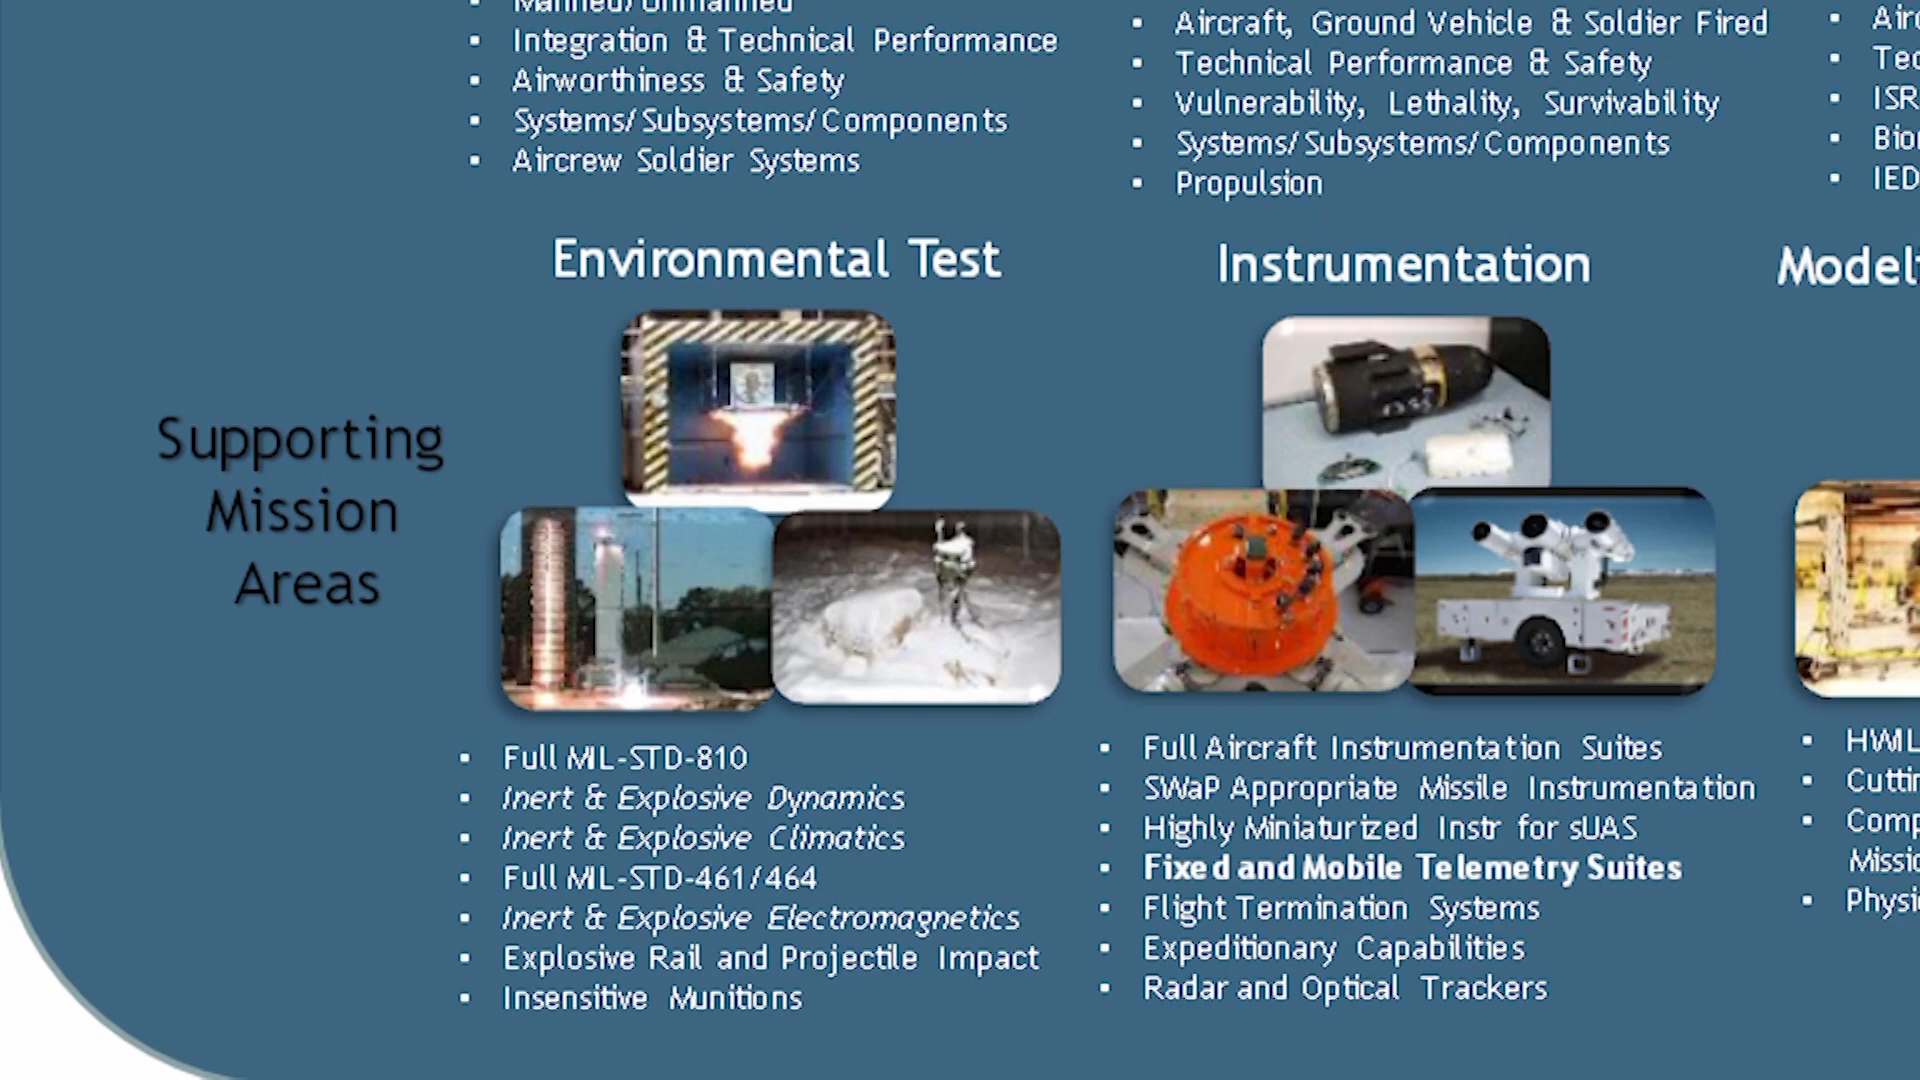 Manned/Unmanned
Integration & Technical Performance
Airworthiness & Safety
Systems/Subsystems/Components
Aircrew Soldier Systems
Aircraft, Ground Vehicle & Soldier Fired
Technical Performance & Safety
Vulnerability, Lethality, Survivability
Systems/Subsystems/Components
Propulsion
ISR
IED
Environmental Test
Instrumentation
Supporting
Mission
Areas
Full MIL-STD-810
Inert & Explosive Dynamics
Inert & Explosive Climatics
Full MIL-STD-461/464
Inert & Explosive Electromagnetics
Explosive Rail and Projectile Impact
Insensitive Munitions
Full Aircraft Instrumentation Suites
SWaP Appropriate Missile Instrumentation
Highly Miniaturized Instr for sUAS
Fixed and Mobile Telemetry Suites
Flight Termination Systems
Expeditionary Capabilities
Radar and Optical Trackers
HWIL